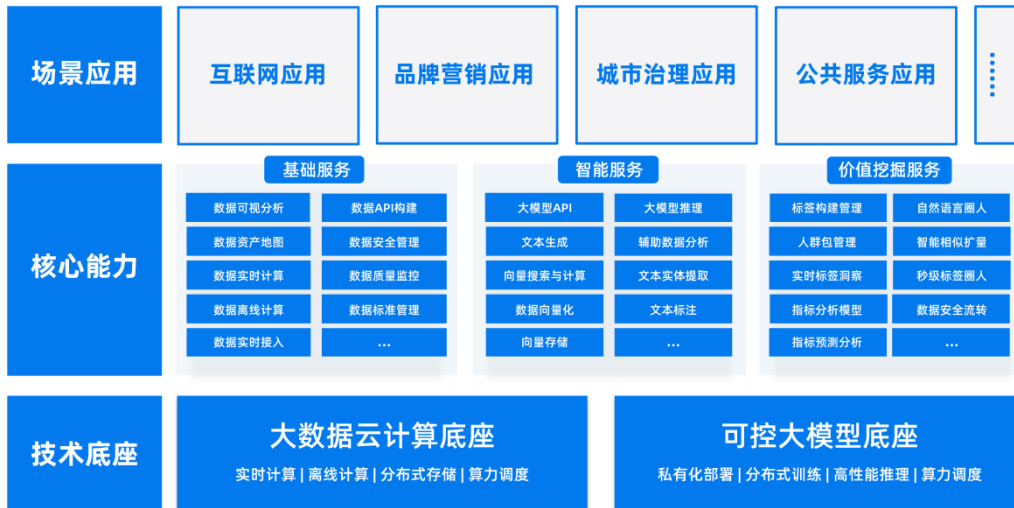 场景应用
互联网应用
品牌营销应用
城市治理应用
公共服务应用
......
核心能力
基础服务
数据可视分析
数据API构建
数据资产地图
数据安全管理
数据实时计算
数据质量监控
数据离线计算
数据标准管理
数据实时接入
...
智能服务
大模型API
大模型推理
文本生成
辅助数据分析
向量搜索与计算
文本实体提取
数据向量化
文本标注
向量存储
...
价值挖掘服务
标签构建管理
自然语言圈人
人群包管理
智能相似扩量
实时标签洞察
秒级标签圈人
指标分析模型
数据安全流转
指标预测分析
...
技术底座
大数据云计算底座
实时计算 | 离线计算 | 分布式存储 | 算力调度
可控大模型底座
私有化部署 | 分布式训练 | 高性能推理 | 算力调度